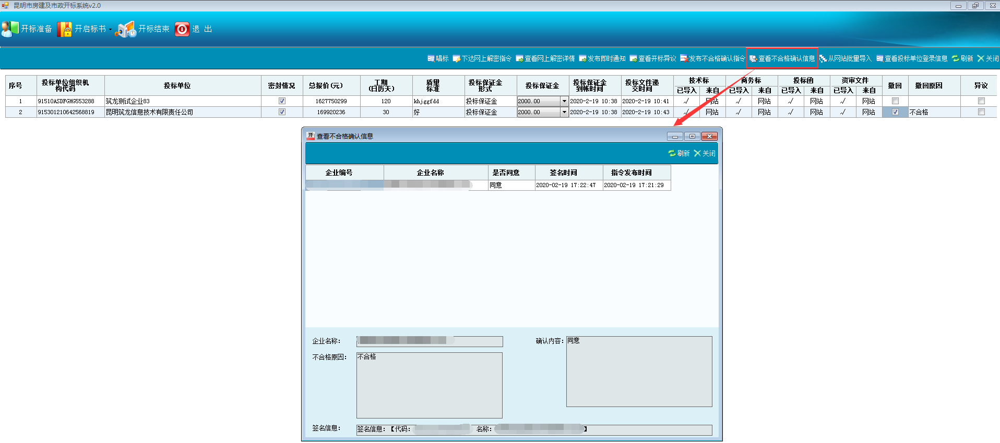 昆明市房建及市政开标系统v2.0
开标准备 开启标书 开标结束 退 出
唱标 下达网上解密指令 查看网上解密详情 发布即时通知 查看开标异议 发布不合格确认指令 查看不合格确认信息 从网站批量导入 查看投标单位登录信息 刷新 关闭
序号 投标单位组织机构代码 投标单位 密封情况 总报价(元) 工期(日历天) 质量标准 投标保证金形式 投标保证金 投标保证金到帐时间 投标文件递交时间 技术标 商务标 投标函 资审文件 撤回 撤回原因 异议
已导入 来自 已导入 来自 已导入 来自 已导入 来自
1 91510ASDFGHG553288 筑龙测试企业83 1627750299 120 khjggfdd 投标保证金 2000.00 2020-2-19 10:38 2020-2-19 10:41 √ 网站 √ 网站 √ 网站 √ 网站
2 915301210642568819 昆明筑龙信息技术有限责任公司 169920236 30 好 投标保证金 2000.00 2020-2-19 10:38 2020-2-19 10:43 √ 网站 √ 网站 √ 网站 √ 网站 不合格
开 查看不合格确认信息
刷新 关闭
企业编号 企业名称 是否同意 签名时间 指令发布时间
同意 2020-02-19 17:22:47 2020-02-19 17:21:29
企业名称: 确认内容: 同意
不合格原因: 不合格
签名信息: 签名信息:【代码: 名称: 】